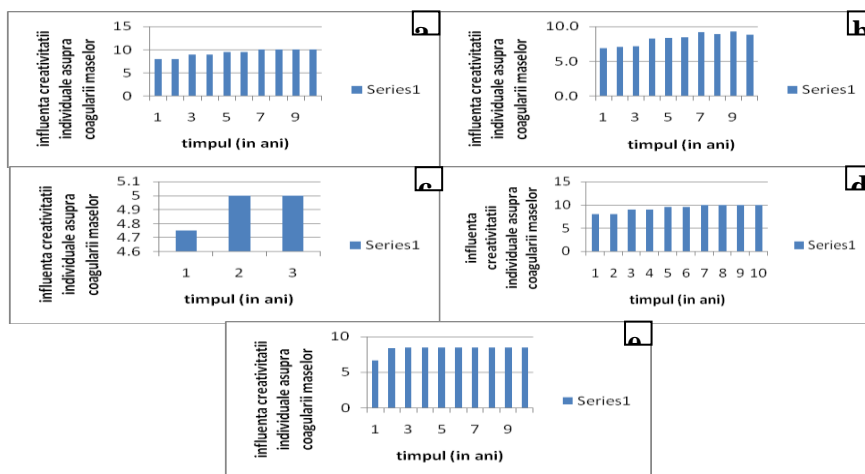 a
influenta creativitatii
individuale asupra
coagularii maselor
15
10
5
0
1 3 5 7 9
timpul (in ani)
Series1
b
influenta creativitatii
individuale asupra
coagularii maselor
10.0
5.0
0.0
1 3 5 7 9
timpul (in ani)
Series1
c
influenta creativitatii
individuale asupra
coagularii maselor
5.1
5
4.9
4.8
4.7
4.6
1 2 3
timpul (in ani)
Series1
d
influenta
creativitatii
individuale asupra
coagularii maselor
15
10
5
0
1 2 3 4 5 6 7 8 9 10
timpul (in ani)
Series1
e
influenta creativitatii
individuale asupra
coagularii maselor
10
5
0
1 3 5 7 9
timpul (in ani)
Series1